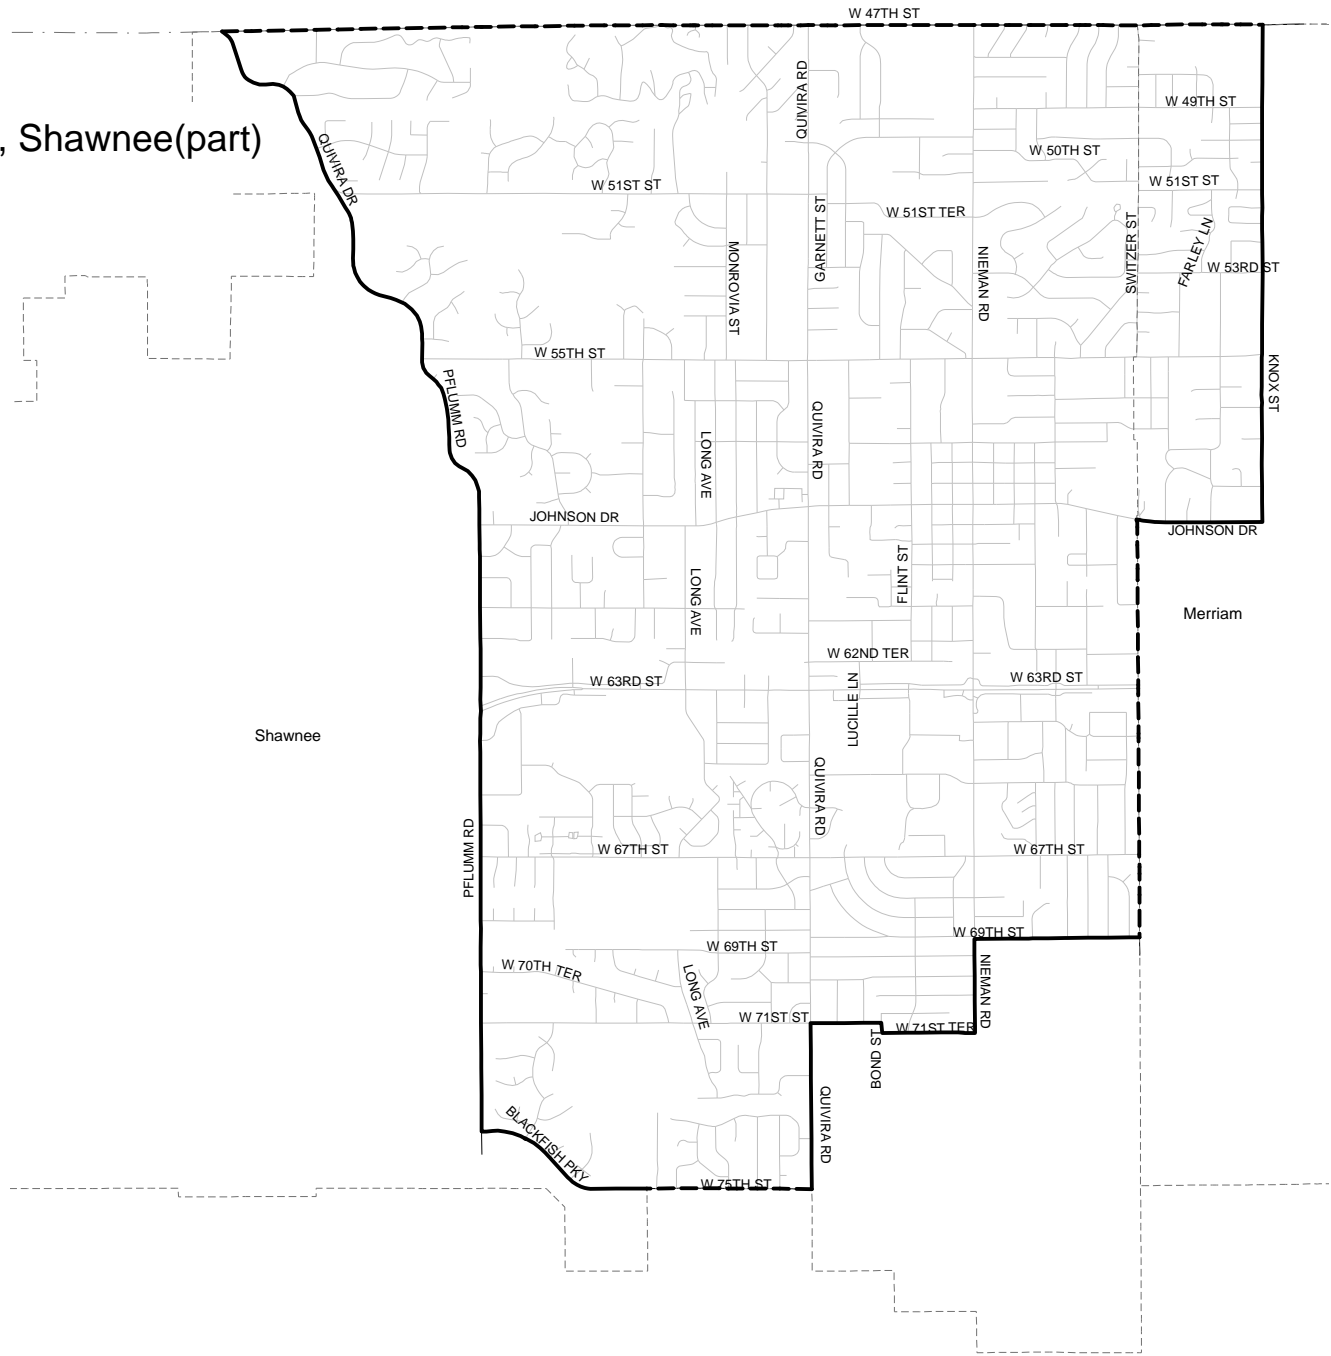 W 47TH ST
QUIVIRA RD
W 49TH ST
, Shawnee(part)
QUIVIRA DR
W 50TH ST
W 51ST ST
W 51ST ST
W 51ST TER
GARNETT ST
MONROVIA ST
NIEMAN RD
SWITZER ST
FARLEY LN
W 53RD ST
W 55TH ST
KNOX ST
PFLUMM RD
LONG AVE
QUIVIRA RD
JOHNSON DR
JOHNSON DR
LONG AVE
FLINT ST
Merriam
W 62ND TER
W 63RD ST
W 63RD ST
LUCILLE LN
Shawnee
QUIVIRA RD
PFLUMM RD
W 67TH ST
W 67TH ST
W 69TH ST
W 69TH ST
W 70TH TER
LONG AVE
NIEMAN RD
W 71ST ST
W 71ST TER
BOND ST
QUIVIRA RD
BLACKFISH PKY
W 75TH ST